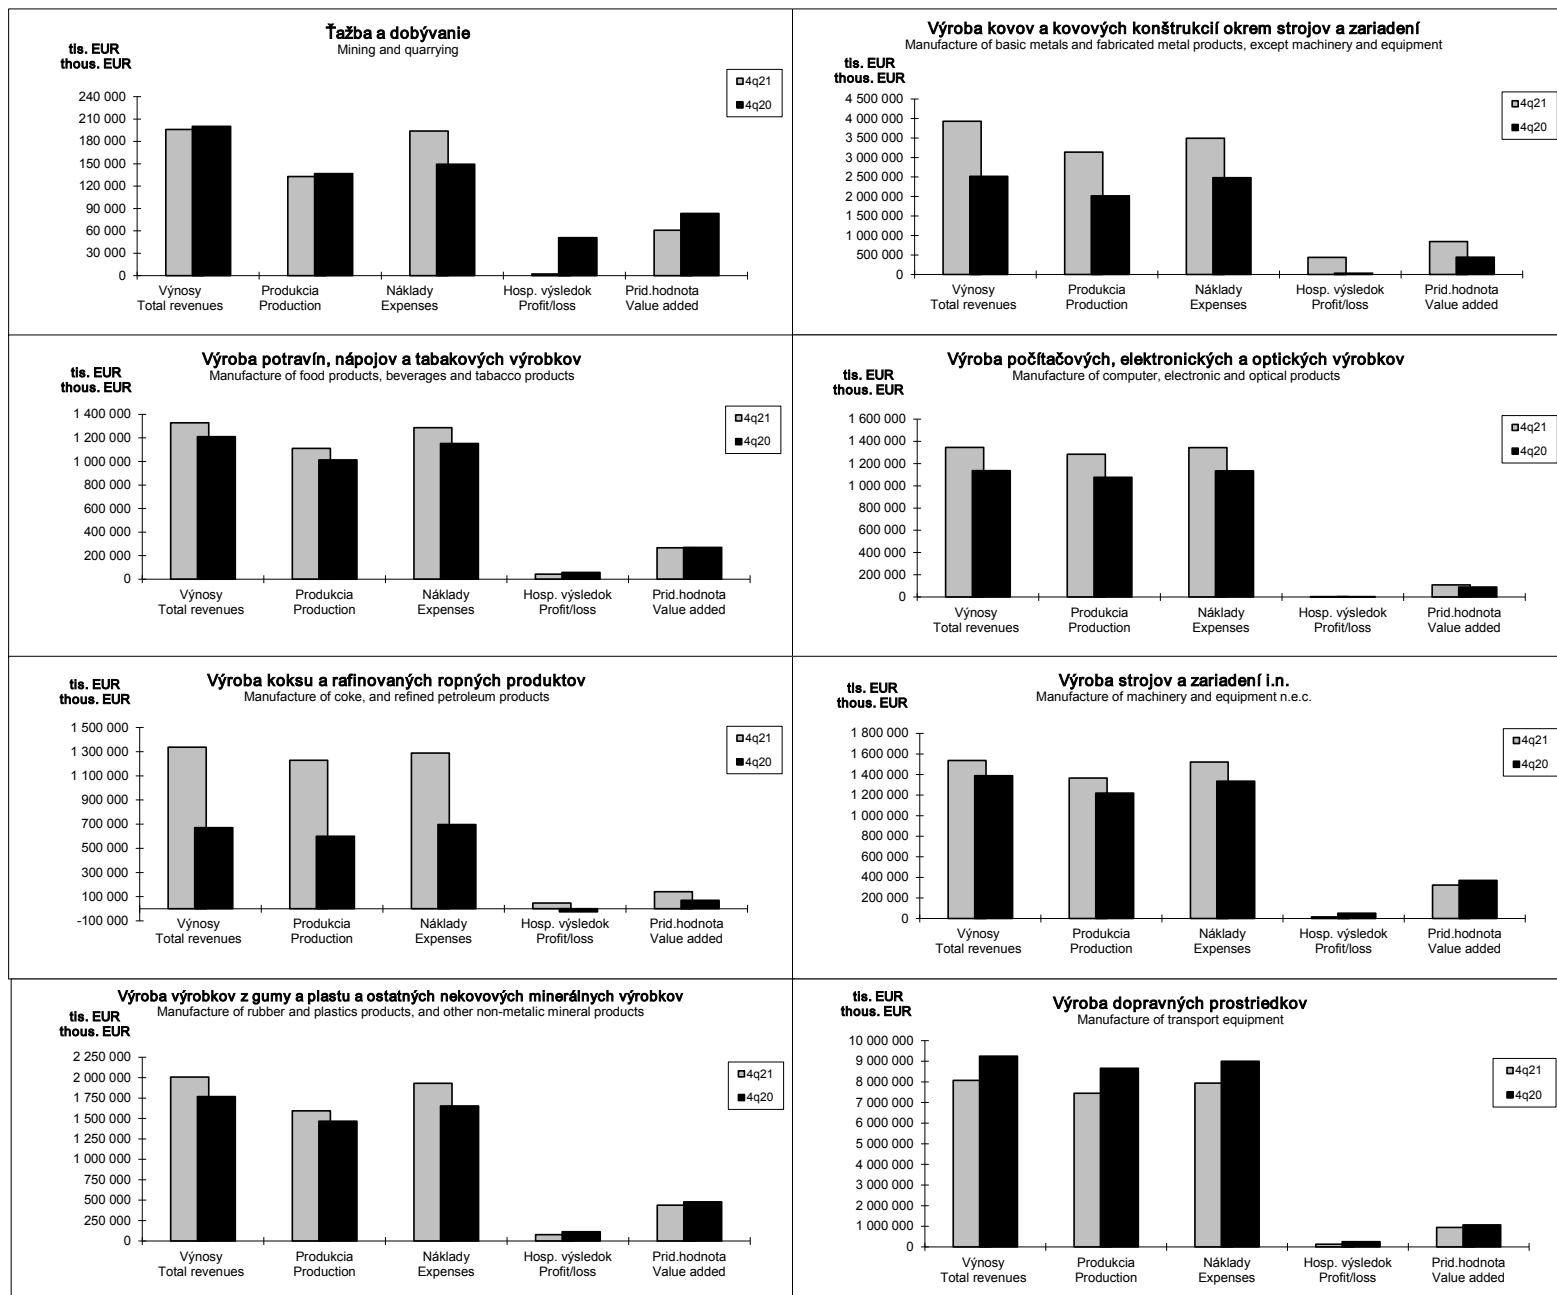 Ťažba a dobývanie
Mining and quarrying
tis. EUR
thous. EUR
4q21
4q20
240 000
210 000
180 000
150 000
120 000
90 000
60 000
30 000
0
Výnosy Produkcia Náklady Hosp. výsledok Prid.hodnota
Total revenues Production Expenses Profit/loss Value added
Výroba kovov a kovových konštrukcií okrem strojov a zariadení
Manufacture of basic metals and fabricated metal products, except machinery and equipment
tis. EUR
thous. EUR
4q21
4q20
4 500 000
4 000 000
3 500 000
3 000 000
2 500 000
2 000 000
1 500 000
1 000 000
500 000
0
Výnosy Produkcia Náklady Hosp. výsledok Prid.hodnota
Total revenues Production Expenses Profit/loss Value added
Výroba potravín, nápojov a tabakových výrobkov
Manufacture of food products, beverages and tabacco products
tis. EUR
thous. EUR
4q21
4q20
1 400 000
1 200 000
1 000 000
800 000
600 000
400 000
200 000
0
Výnosy Produkcia Náklady Hosp. výsledok Prid.hodnota
Total revenues Production Expenses Profit/loss Value added
Výroba počítačových, elektronických a optických výrobkov
Manufacture of computer, electronic and optical products
tis. EUR
thous. EUR
4q21
4q20
1 600 000
1 400 000
1 200 000
1 000 000
800 000
600 000
400 000
200 000
0
Výnosy Produkcia Náklady Hosp. výsledok Prid.hodnota
Total revenues Production Expenses Profit/loss Value added
Výroba koksu a rafinovaných ropných produktov
Manufacture of coke, and refined petroleum products
tis. EUR
thous. EUR
4q21
4q20
1 500 000
1 300 000
1 100 000
900 000
700 000
500 000
300 000
100 000
-100 000
Výnosy Produkcia Náklady Hosp. výsledok Prid.hodnota
Total revenues Production Expenses Profit/loss Value added
Výroba strojov a zariadení i.n.
Manufacture of machinery and equipment n.e.c.
tis. EUR
thous. EUR
4q21
4q20
1 800 000
1 600 000
1 400 000
1 200 000
1 000 000
800 000
600 000
400 000
200 000
0
Výnosy Produkcia Náklady Hosp. výsledok Prid.hodnota
Total revenues Production Expenses Profit/loss Value added
Výroba výrobkov z gumy a plastu a ostatných nekovových minerálnych výrobkov
Manufacture of rubber and plastics products, and other non-metalic mineral products
tis. EUR
thous. EUR
4q21
4q20
2 250 000
2 000 000
1 750 000
1 500 000
1 250 000
1 000 000
750 000
500 000
250 000
0
Výnosy Produkcia Náklady Hosp. výsledok Prid.hodnota
Total revenues Production Expenses Profit/loss Value added
Výroba dopravných prostriedkov
Manufacture of transport equipment
tis. EUR
thous. EUR
4q21
4q20
10 000 000
9 000 000
8 000 000
7 000 000
6 000 000
5 000 000
4 000 000
3 000 000
2 000 000
1 000 000
0
Výnosy Produkcia Náklady Hosp. výsledok Prid.hodnota
Total revenues Production Expenses Profit/loss Value added